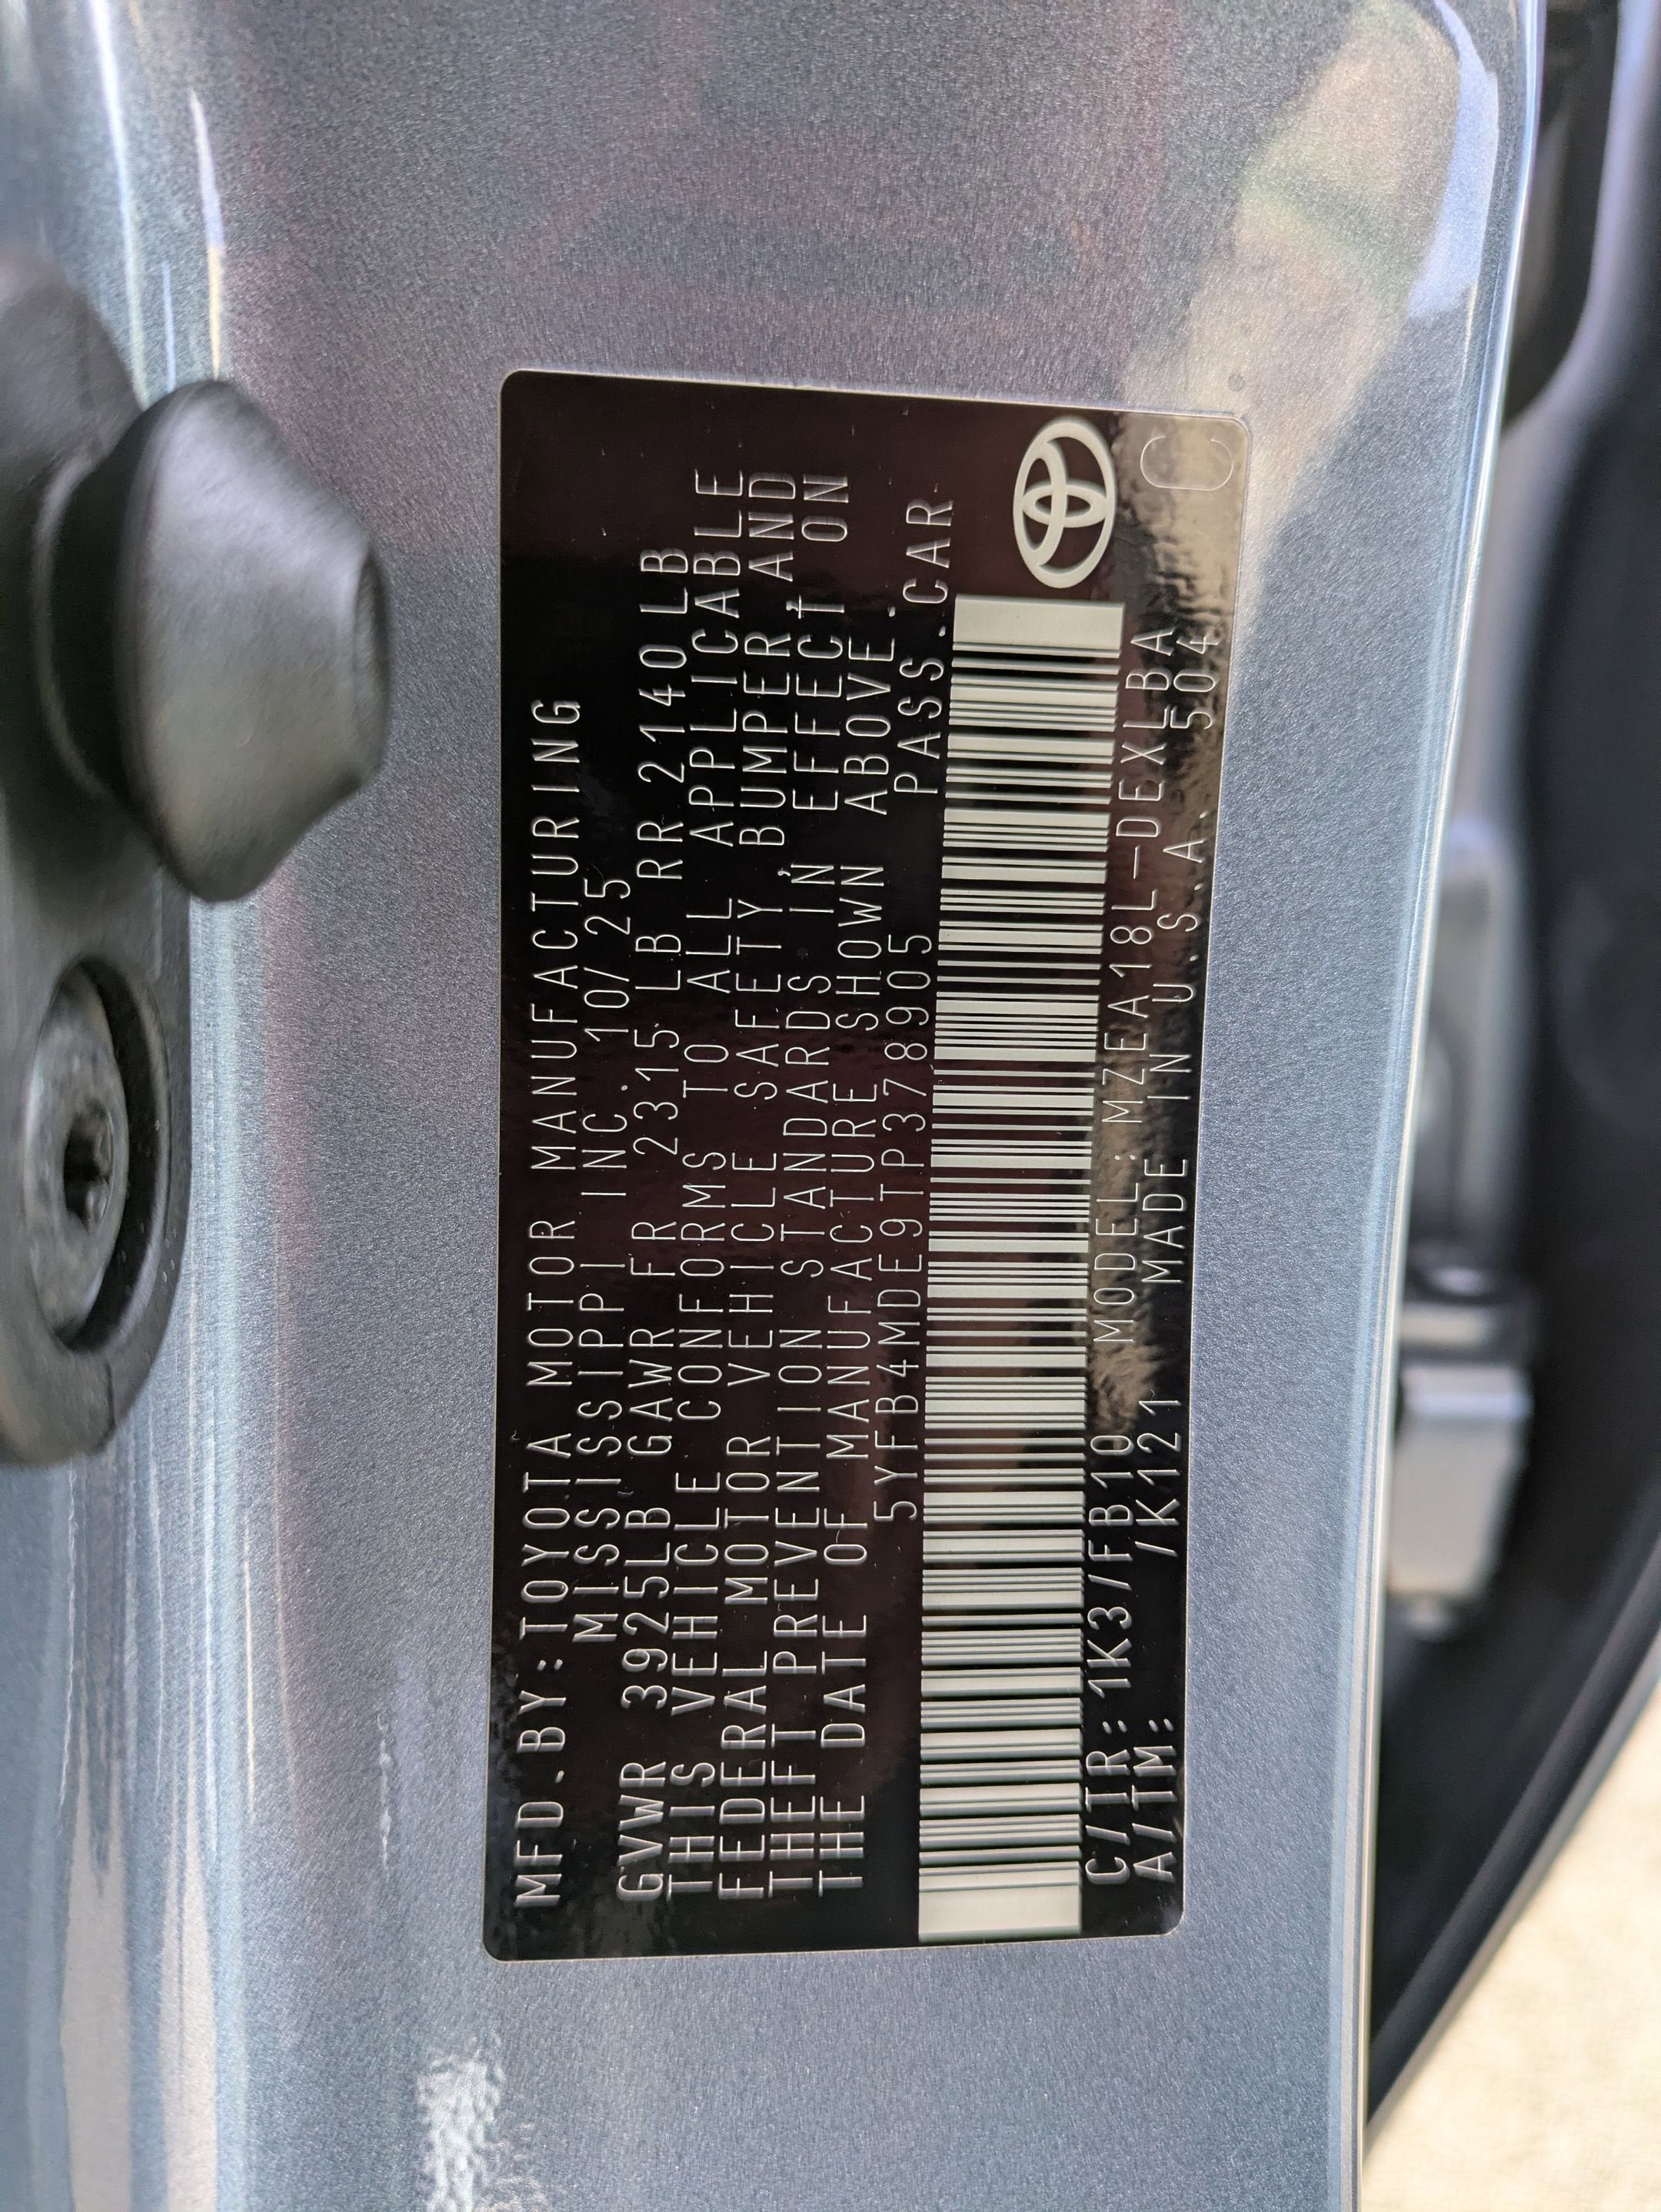 MFD.BY:TOYOTA MOTOR MANUFACTURING
MISSISSIPPI INC 10/25
GVWR 3925LB GAWR FR 2315 LB RR 2140LB
THIS VEHICLE CONFORMS TO ALL APPLICABLE
FEDERAL MOTOR VEHICLE SAFETY BUMPER,AND
THEFT PREVENTION STANDARDS IN EFFECT ON
THE DATE OF MANUFACTURE SHOWN ABOVE.
5YFB4MDE9TP378905 PASS.CAR
C/TR:1K3/FB10 MODEL:MZEA18L-DEXLBA
A/TM: /K121 MADE IN U.S.A. 504
C